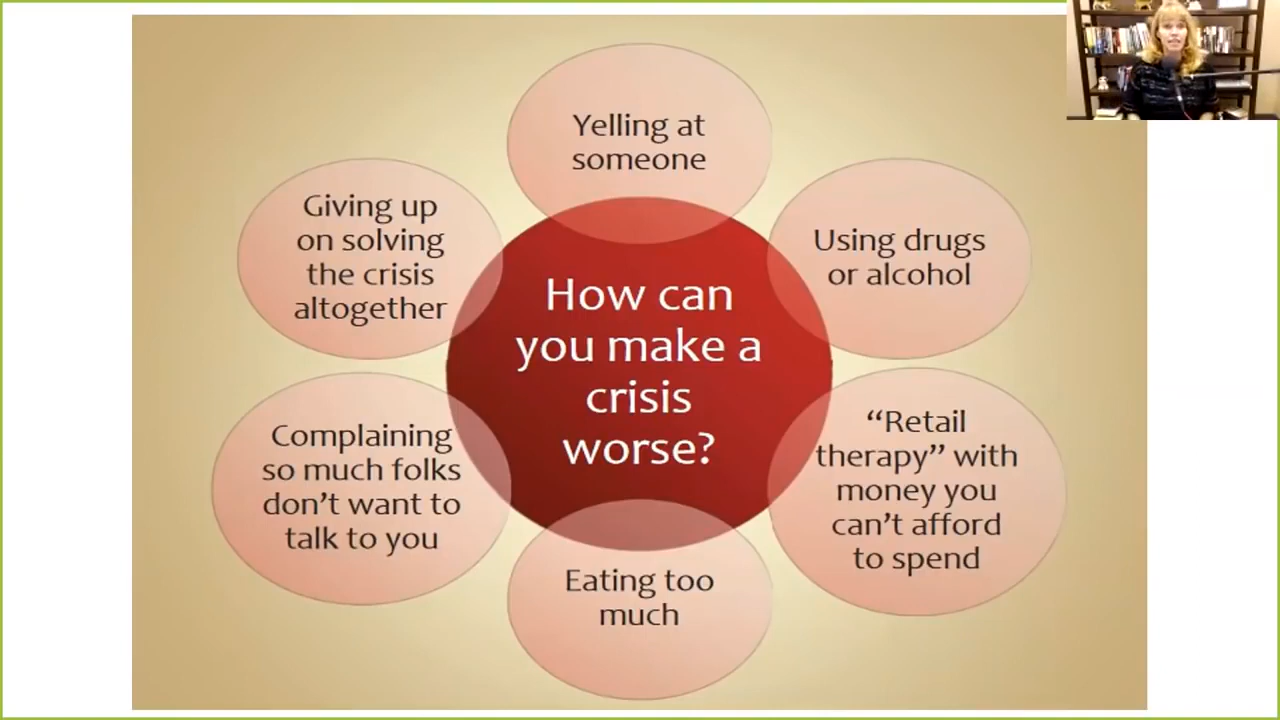 How can
you make a
crisis
worse?
Yelling at
someone
Using drugs
or alcohol
“Retail
therapy” with
money you
can’t afford
to spend
Eating too
much
Complaining
so much folks
don’t want to
talk to you
Giving up
on solving
the crisis
altogether